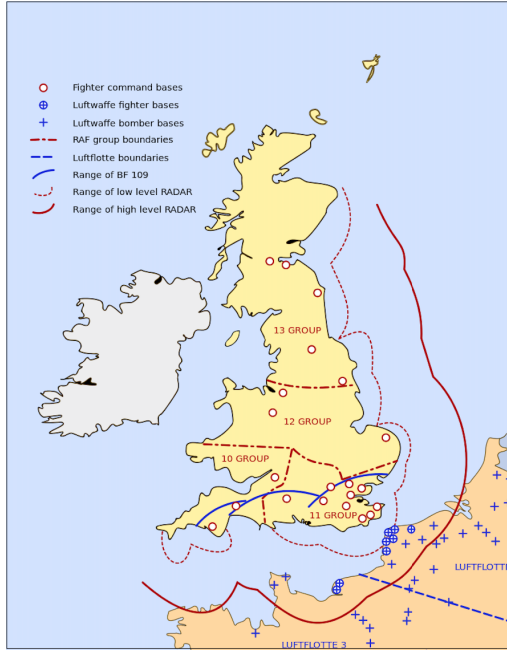 Fighter command bases
Luftwaffe fighter bases
Luftwaffe bomber bases
RAF group boundaries
Luftflotte boundaries
Range of BF 109
Range of low level RADAR
Range of high level RADAR
13 GROUP
12 GROUP
10 GROUP
11 GROUP
LUFTFLOTTE 3